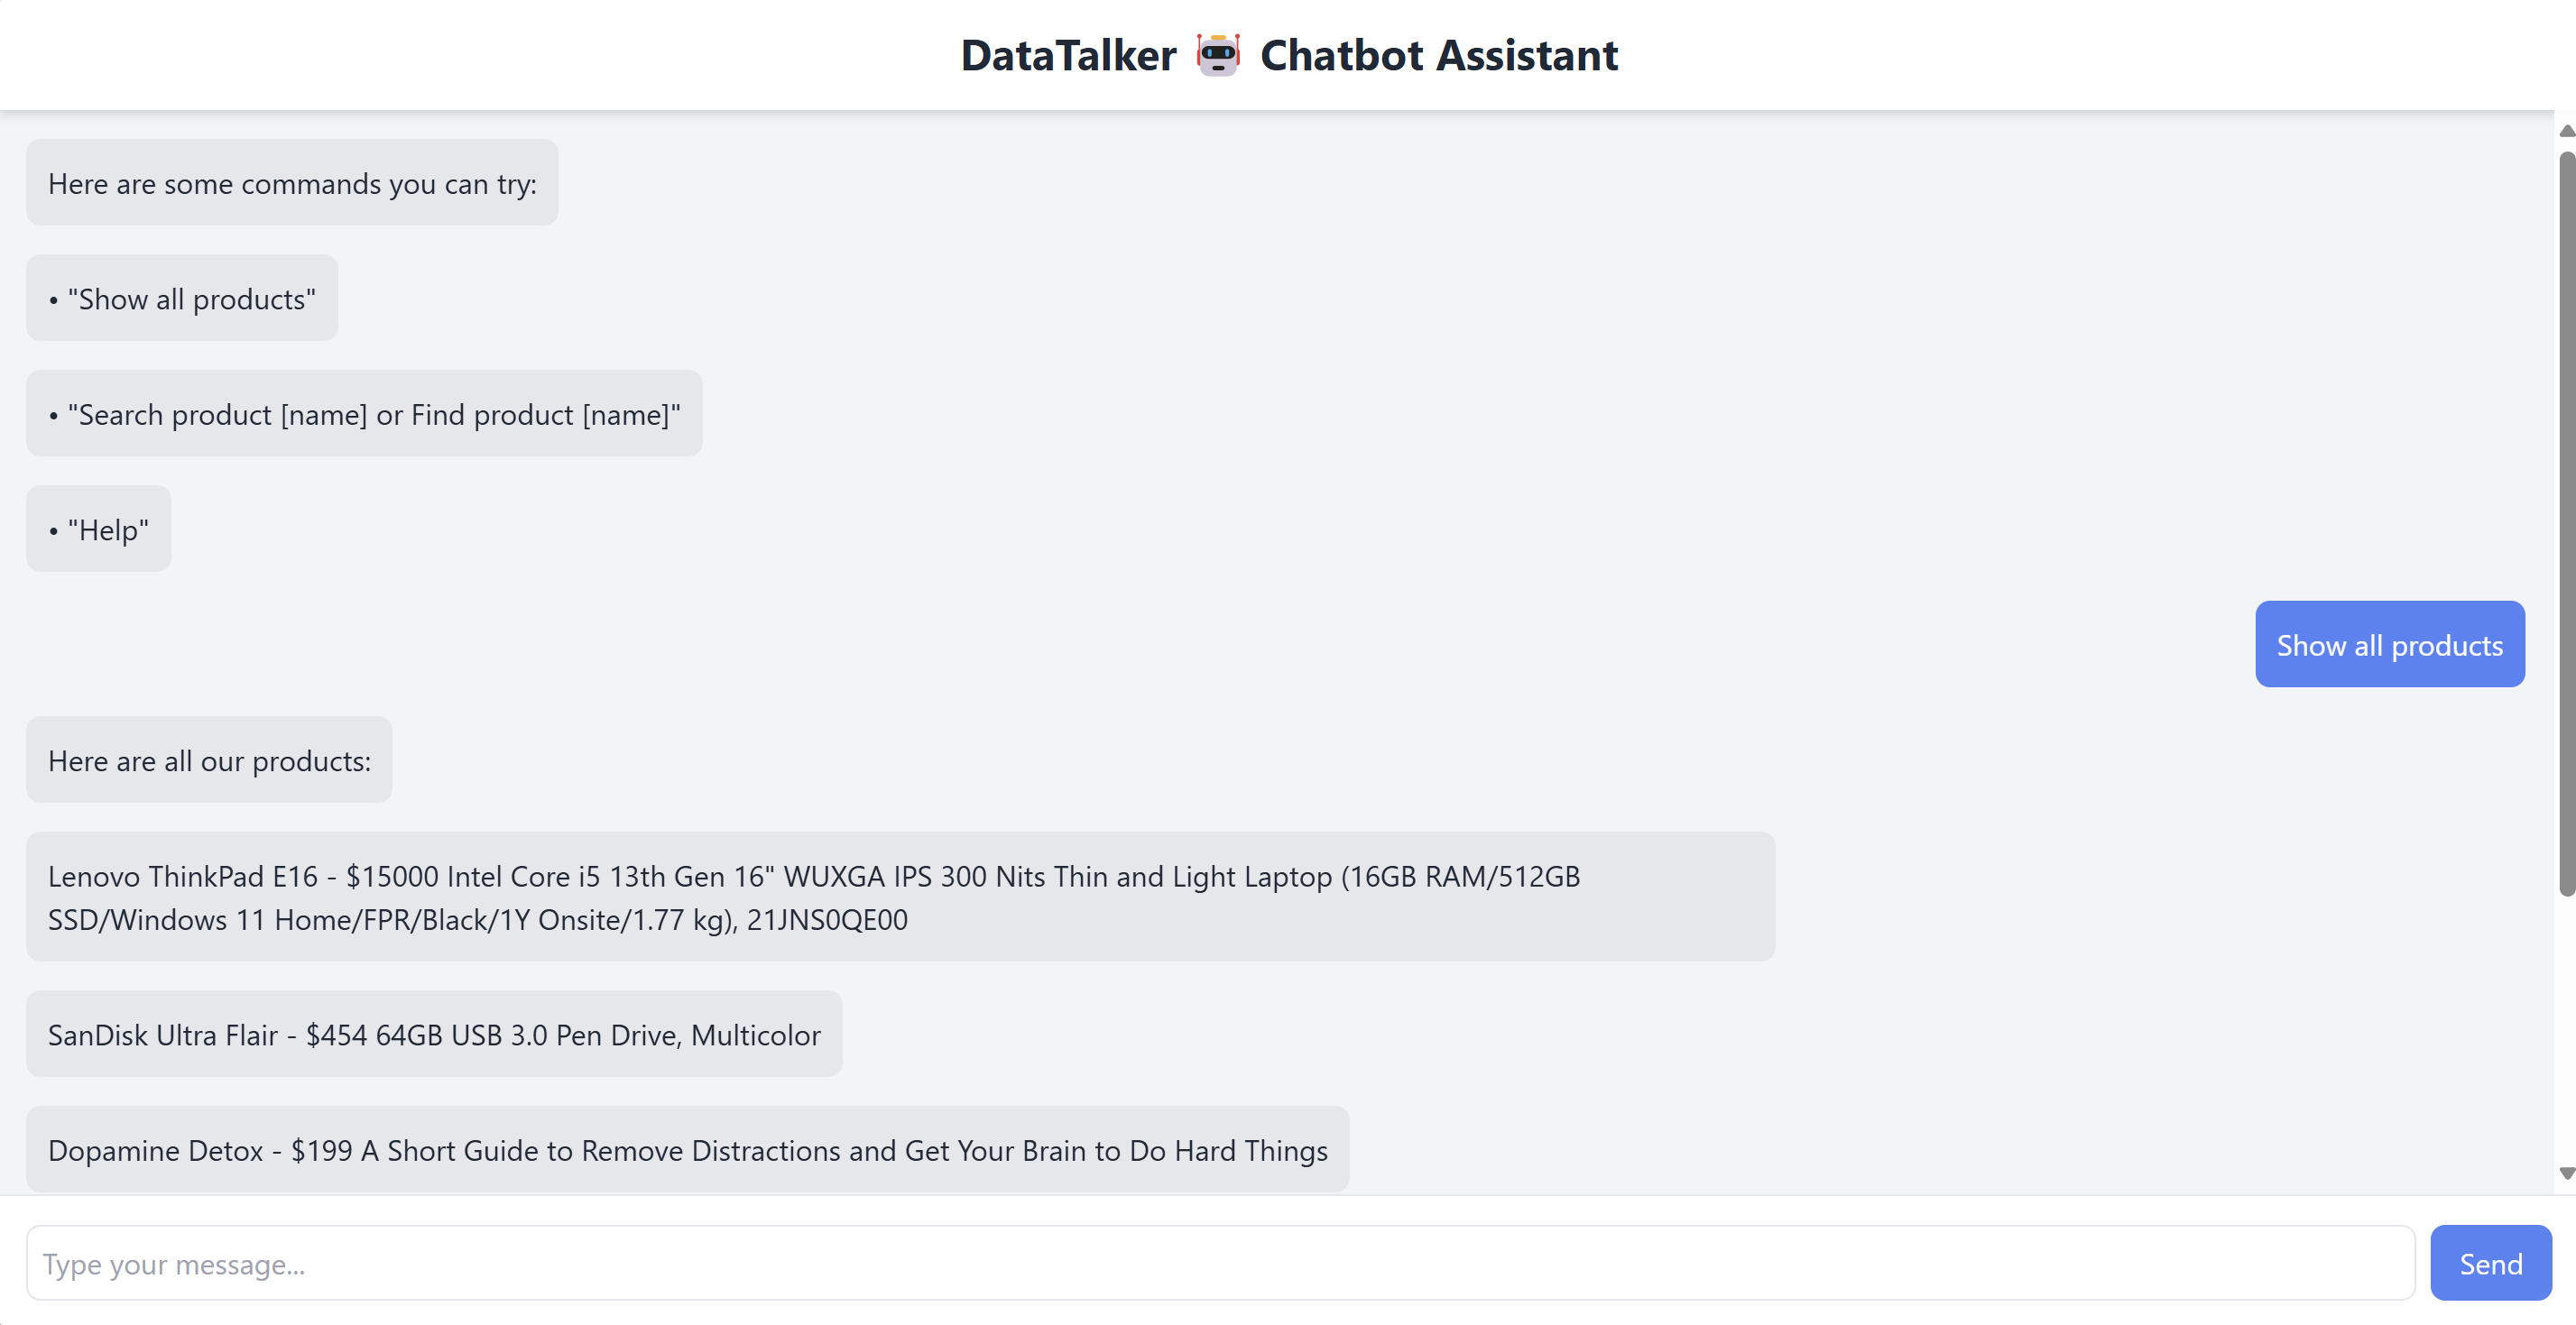 DataTalker 🤖 Chatbot Assistant
Here are some commands you can try:
• "Show all products"
• "Search product [name] or Find product [name]"
• "Help"
Show all products
Here are all our products:
Lenovo ThinkPad E16 - $15000 Intel Core i5 13th Gen 16" WUXGA IPS 300 Nits Thin and Light Laptop (16GB RAM/512GB
SSD/Windows 11 Home/FPR/Black/1Y Onsite/1.77 kg), 21JNS0QE00
SanDisk Ultra Flair - $454 64GB USB 3.0 Pen Drive, Multicolor
Dopamine Detox - $199 A Short Guide to Remove Distractions and Get Your Brain to Do Hard Things
Type your message...
Send